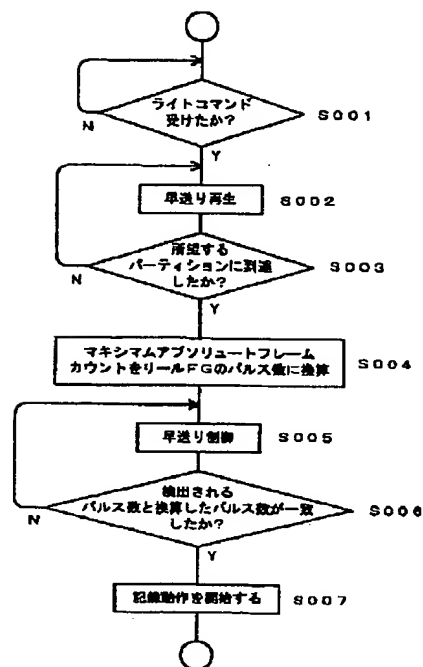 ライトコマンド
受けたか?
S001
N
Y
早送り再生
S002
所望する
パーティションに到達
したか?
S003
N
Y
マキシマムアブソリュートフレーム
カウントをリールFGのパルス数に換算
S004
早送り制御
S005
検出される
パルス数と換算したパルス数が一致
したか?
S006
N
Y
記録動作を開始する
S007